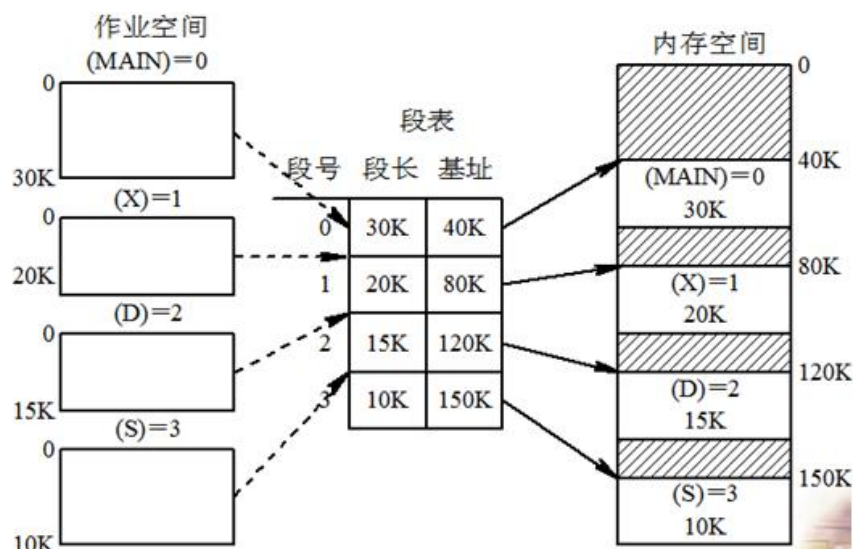 作业空间
(MAIN)=0
0
30K
(X)=1
0
20K
(D)=2
0
15K
(S)=3
0
10K
段表
段号 段长 基址
0 30K 40K
1 20K 80K
2 15K 120K
3 10K 150K
内存空间
0
40K
(MAIN)=0
30K
80K
(X)=1
20K
120K
(D)=2
15K
150K
(S)=3
10K